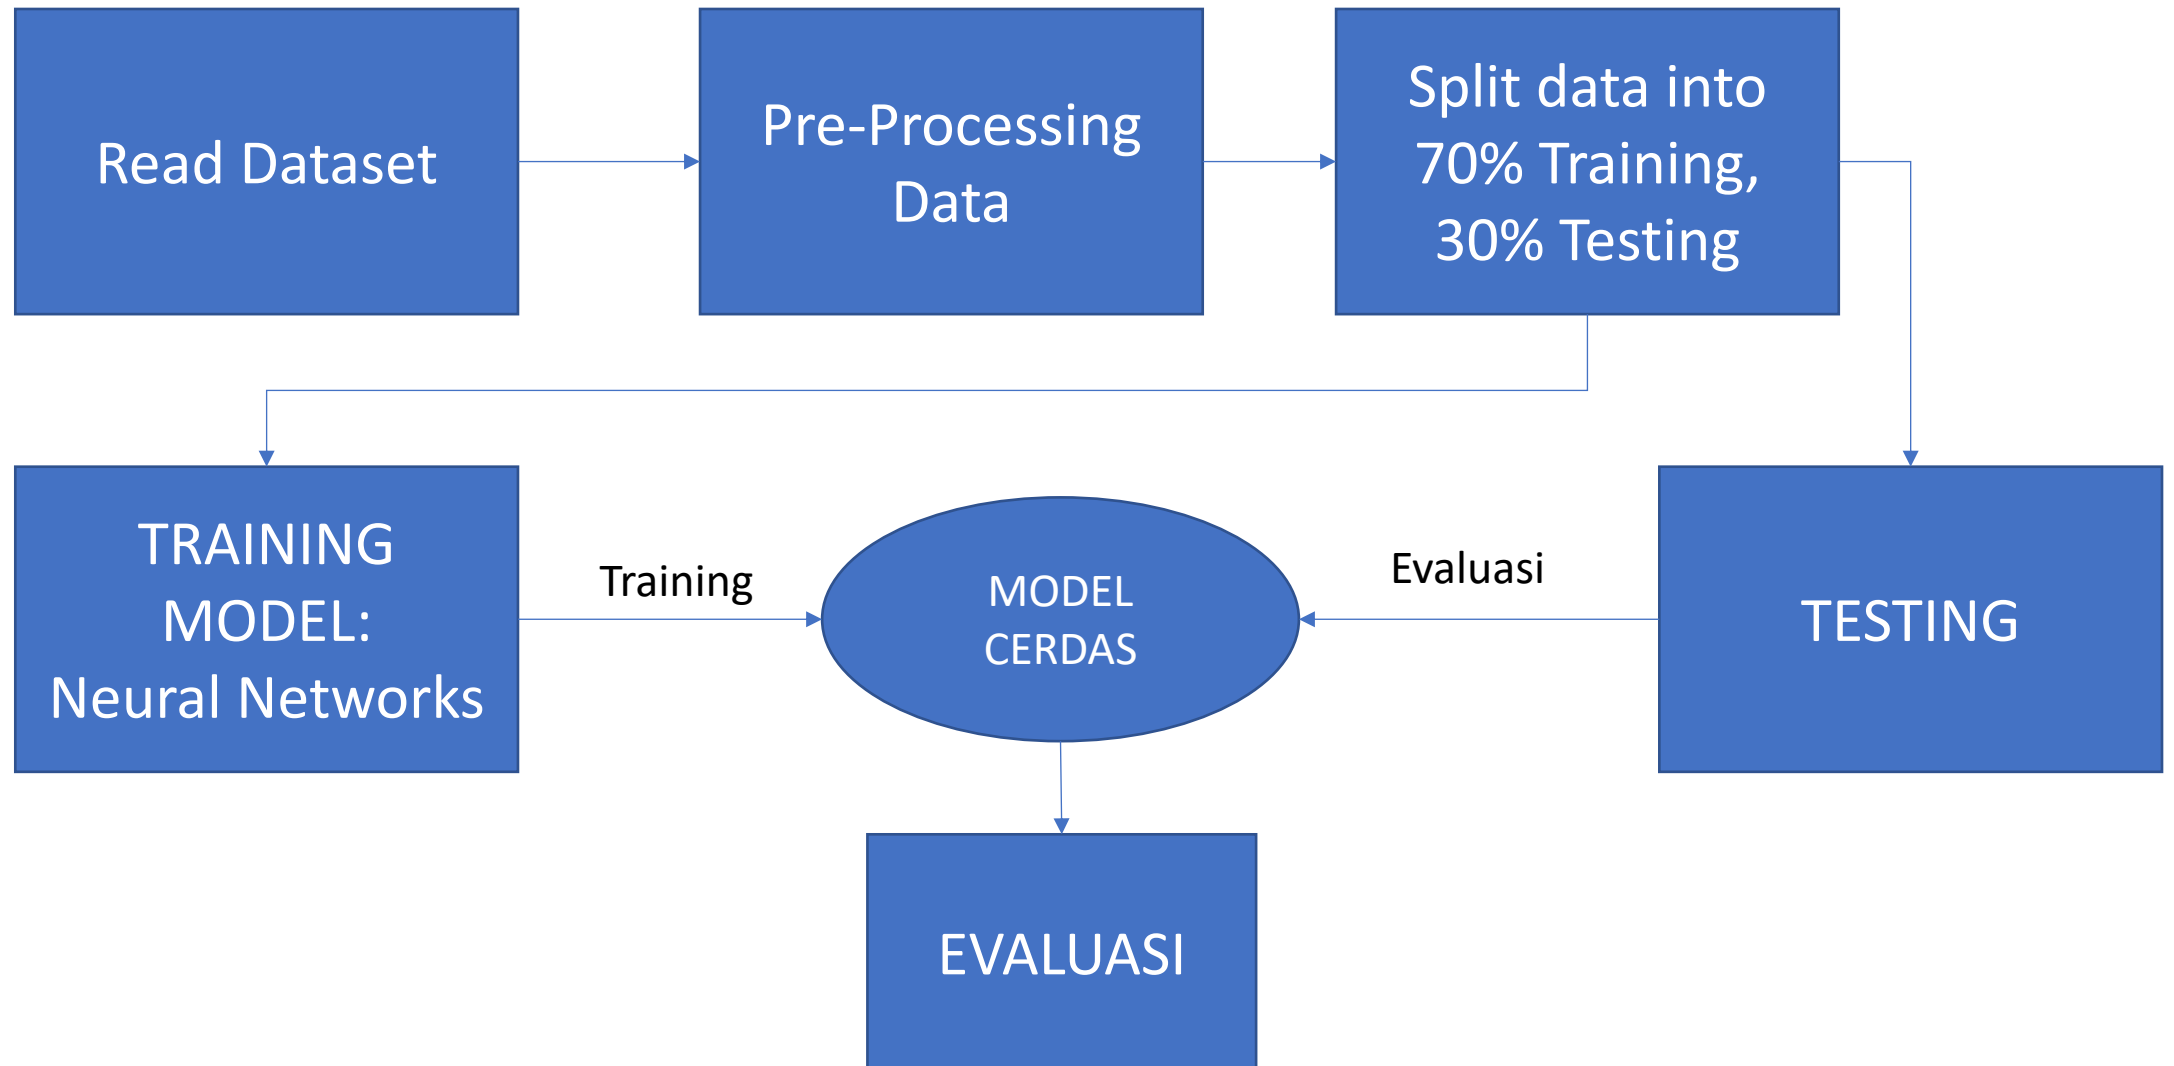 Read Dataset
Pre-Processing
Data
Split data into
70% Training,
30% Testing
TRAINING
MODEL:
Neural Networks
Training
MODEL
CERDAS
Evaluasi
TESTING
EVALUASI